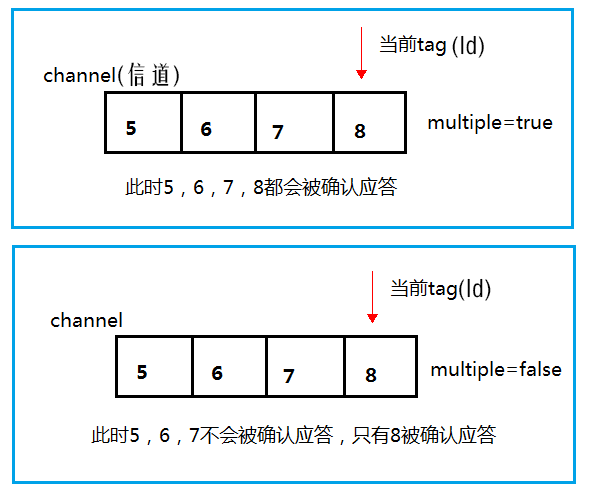 当前tag (Id)
channel(信道)
5 6 7 8
multiple=true
此时5，6，7，8都会被确认应答
当前tag(Id)
channel
5 6 7 8
multiple=false
此时5，6，7不会被确认应答，只有8被确认应答